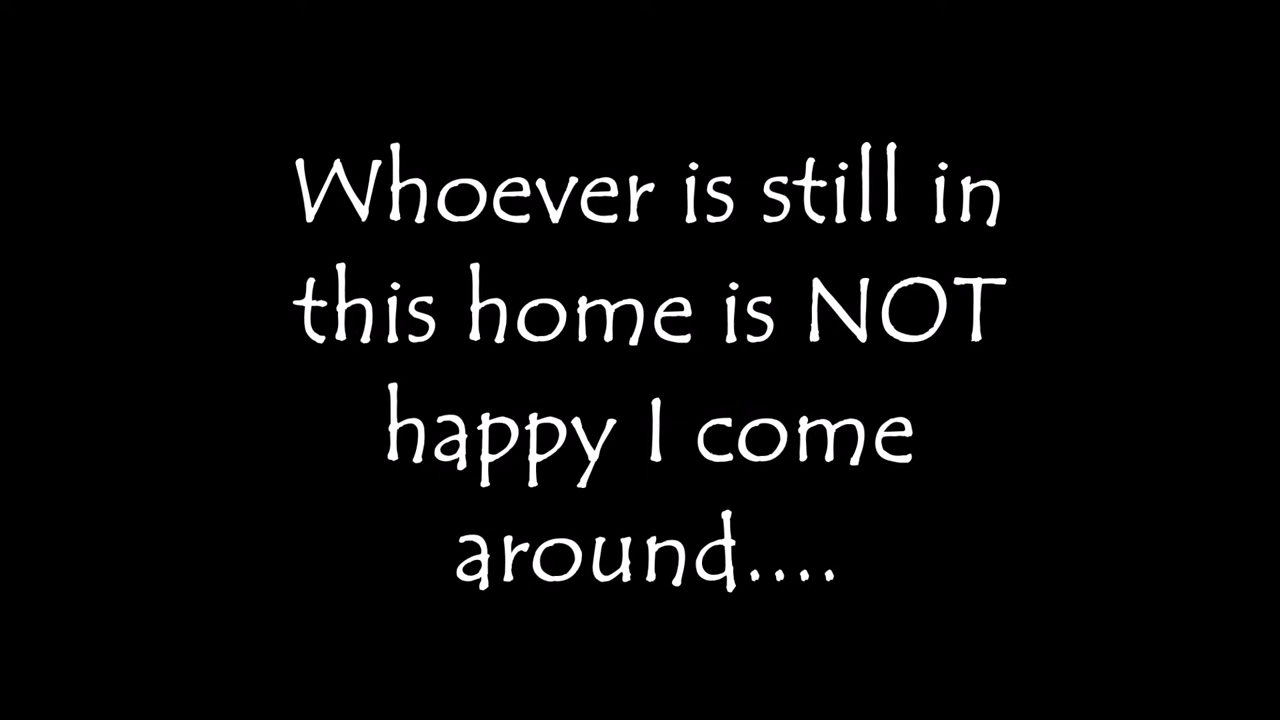 Whoever is still in
this home is NOT
happy I come
around....